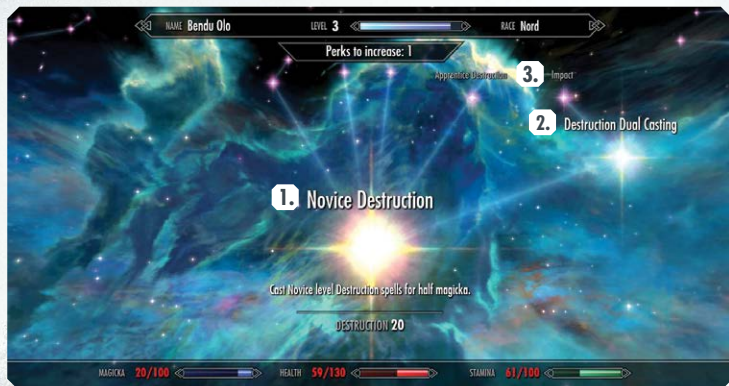 NAME Bendu Olo LEVEL 3 RACE Nord
Perks to increase: 1
Apprentice Destruction 3. Impact
2. Destruction Dual Casting
1. Novice Destruction
Cast Novice level Destruction spells for half magicka.
DESTRUCTION 20
MAGICKA 20/100 HEALTH 59/130 STAMINA 61/100